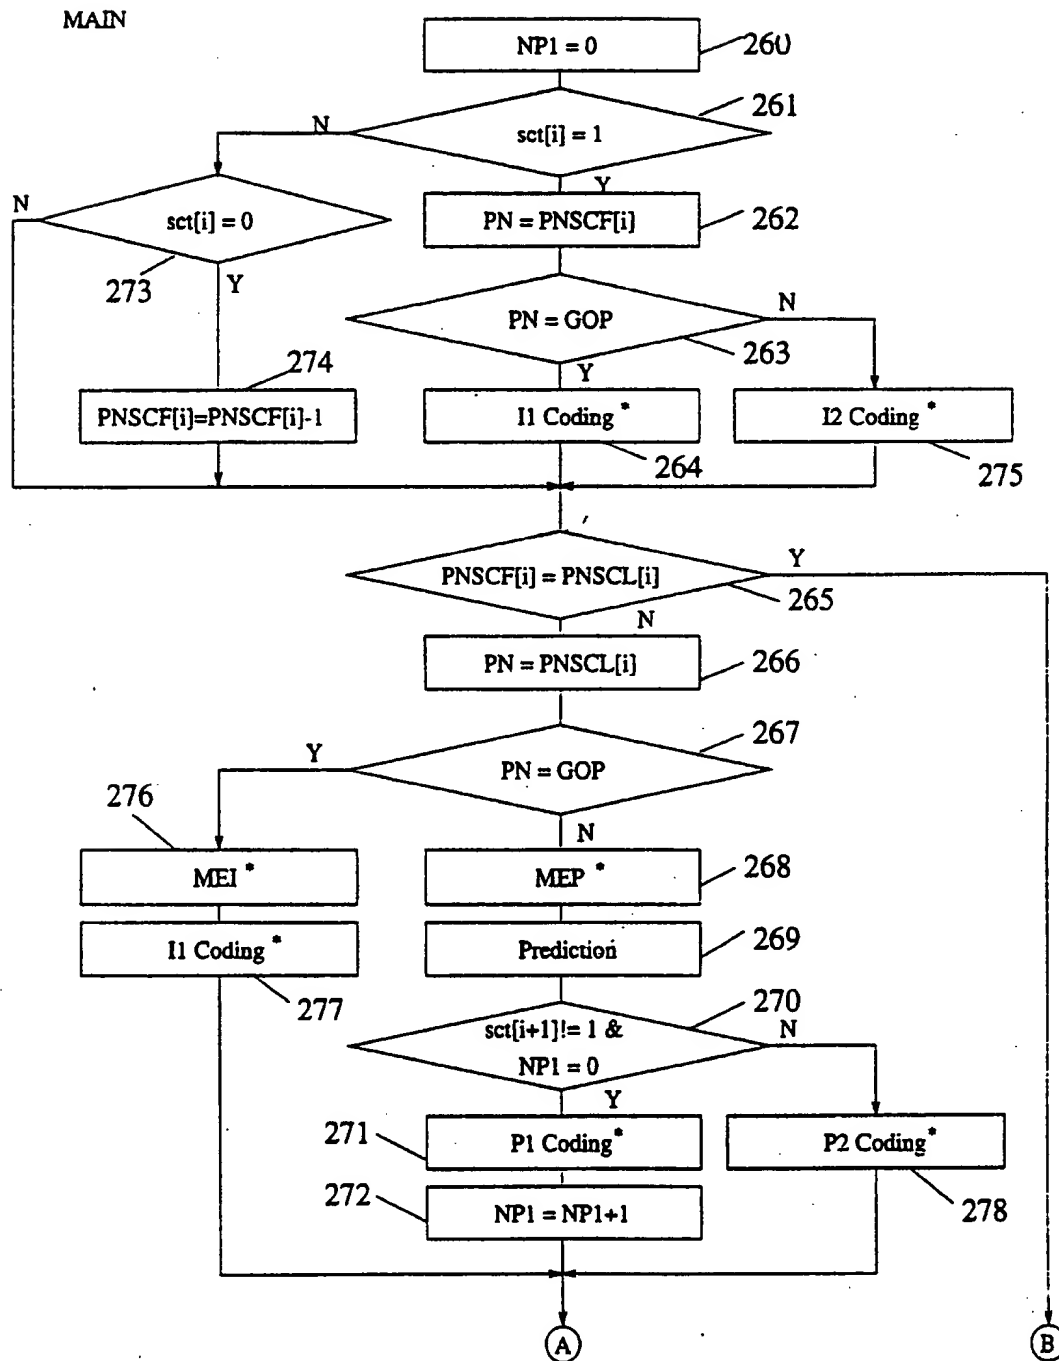 MAIN
NP1 = 0
260
261
N
sct[i] = 1
Y
N
sct[i] = 0
PN = PNSCF[i]
262
273
Y
N
PN = GOP
263
274
Y
PNSCF[i]=PNSCF[i]-1
I1 Coding *
I2 Coding *
264
275
Y
PNSCF[i] = PNSCL[i]
265
N
PN = PNSCL[i]
266
267
Y
PN = GOP
276
N
MEI *
MEP *
268
I1 Coding *
Prediction
269
277
270
sct[i+1]!= 1 &
N
NP1 = 0
Y
271
P1 Coding*
P2 Coding*
272
NP1 = NP1+1
278
A
B